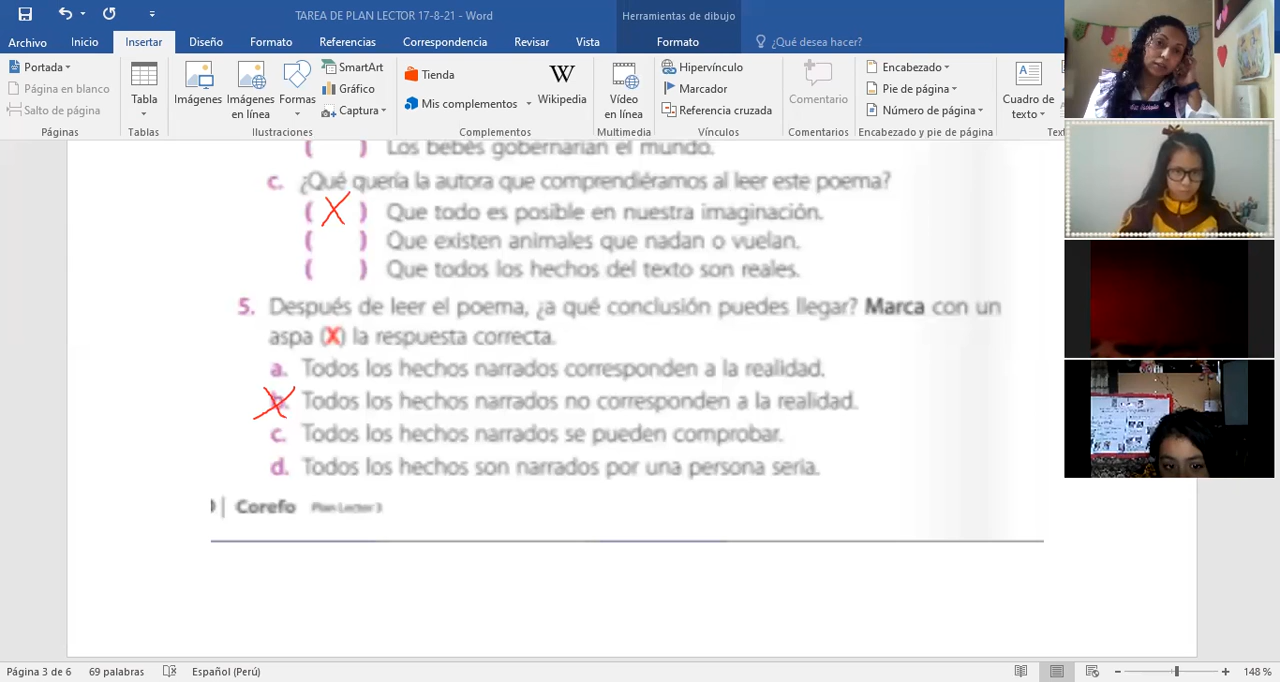 TAREA DE PLAN LECTOR 17-8-21 - Word
Herramientas de dibujo
Archivo Inicio Insertar Diseño Formato Referencias Correspondencia Revisar Vista Formato ¿Qué desea hacer?
Portada
Página en blanco
Salto de página
Páginas
Tabla
Tablas
Imágenes
Imágenes en línea
Formas
SmartArt
Gráfico
Captura
Ilustraciones
Tienda
Mis complementos
Wikipedia
Complementos
Vídeo en línea
Multimedia
Hipervínculo
Marcador
Referencia cruzada
Vínculos
Comentario
Comentarios
Encabezado
Pie de página
Número de página
Encabezado y pie de página
Cuadro de texto
( ) Los bebés gobernarían el mundo.
c. ¿Qué quería la autora que comprendiéramos al leer este poema?
( X ) Que todo es posible en nuestra imaginación.
( ) Que existen animales que nadan o vuelan.
( ) Que todos los hechos del texto son reales.
5. Después de leer el poema, ¿a qué conclusión puedes llegar? Marca con un
aspa (X) la respuesta correcta.
a. Todos los hechos narrados corresponden a la realidad.
b. Todos los hechos narrados no corresponden a la realidad.
c. Todos los hechos narrados se pueden comprobar.
d. Todos los hechos son narrados por una persona seria.
Corefo Plan Lector 3
Página 3 de 6 69 palabras Español (Perú) 148 %